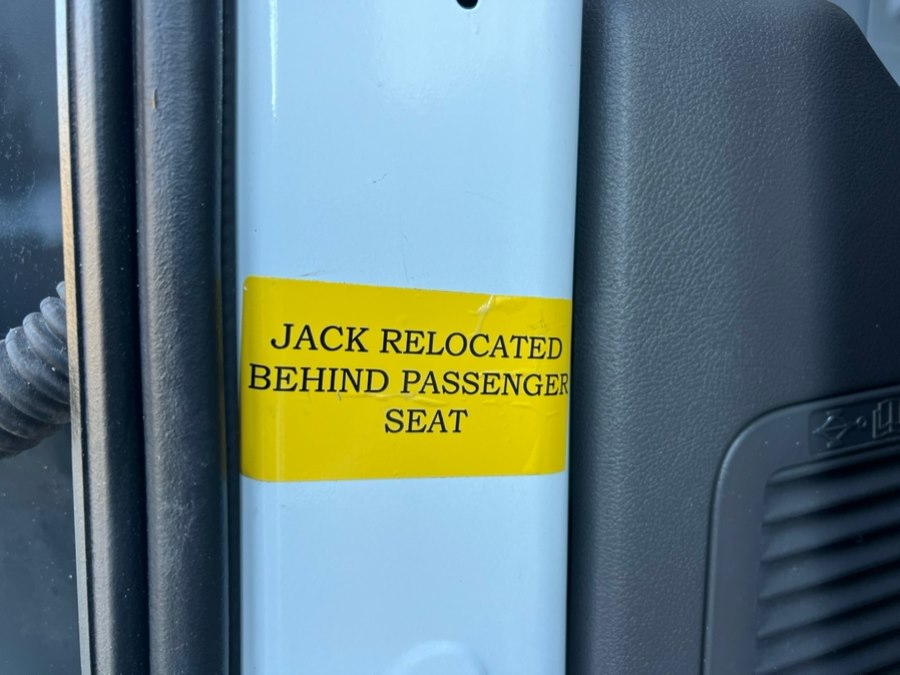 JACK RELOCATED
BEHIND PASSENGER
SEAT